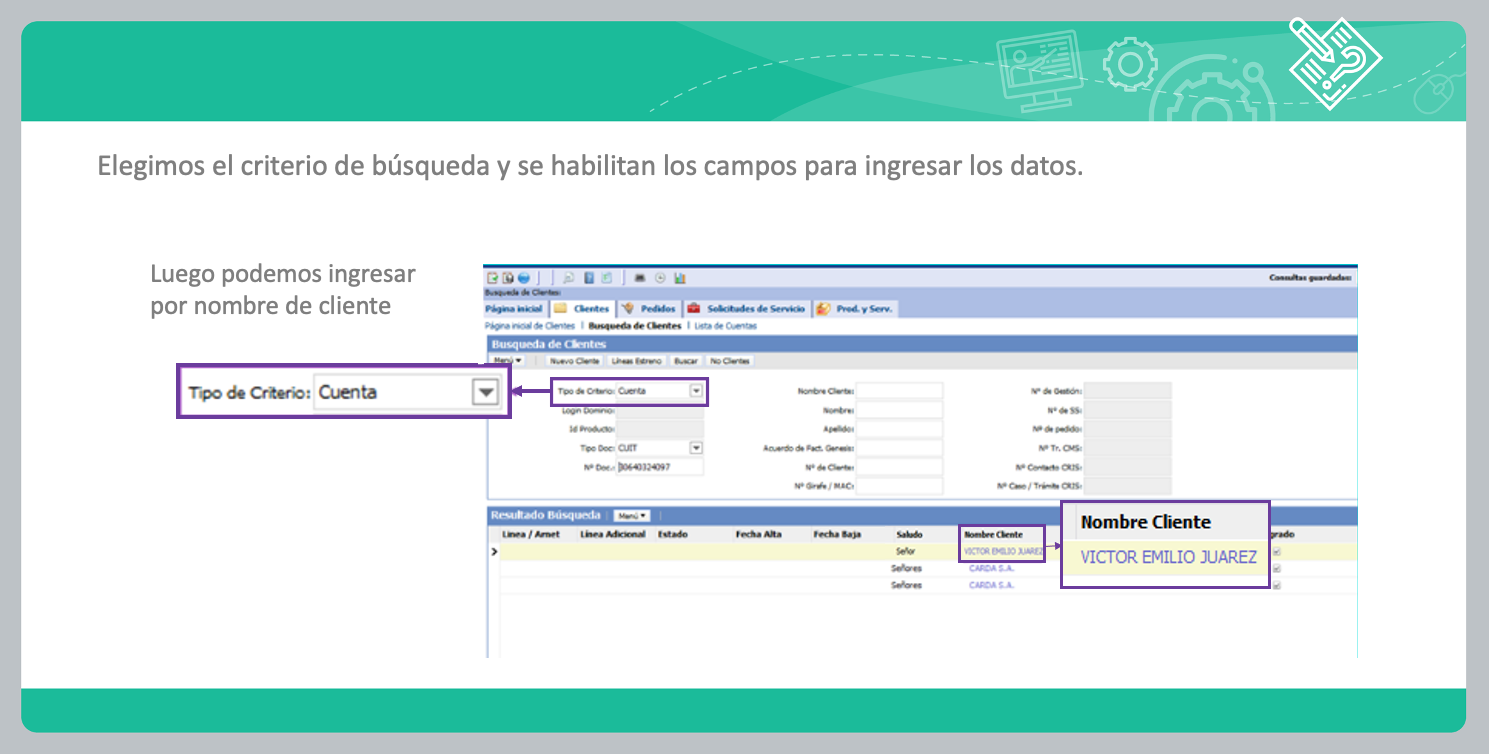 Elegimos el criterio de búsqueda y se habilitan los campos para ingresar los datos.
Luego podemos ingresar
por nombre de cliente
Tipo de Criterio: Cuenta
Consultas guardadas:
Busqueda de Clientes:
Página inicial Clientes Pedidos Solicitudes de Servicio Prod. y Serv.
Página inicial de Clientes | Busqueda de Clientes | Lista de Cuentas
Busqueda de Clientes
Menú Nuevo Cliente Líneas Estreno Buscar No Clientes
Tipo de Criterio: Cuenta Nombre Cliente: Nº de Gestión:
Login Dominio: Nombre: Nº de SS:
Id Producto: Apellido: Nº de pedido:
Tipo Doc: CUIT Acuerdo de Fact. Genesis: Nº Tr. CMS:
Nº Doc.: 30640324097 Nº de Cliente: Nº Contacto CRIS:
Nº Girafe / MAC: Nº Caso / Trámite CRIS:
Resultado Búsqueda Menú
Linea / Arnet Linea Adicional Estado Fecha Alta Fecha Baja Saludo Nombre Cliente grado
Señor VICTOR EMILIO JUAREZ
Señores CARDA S.A.
Señores CARDA S.A.
Nombre Cliente
VICTOR EMILIO JUAREZ